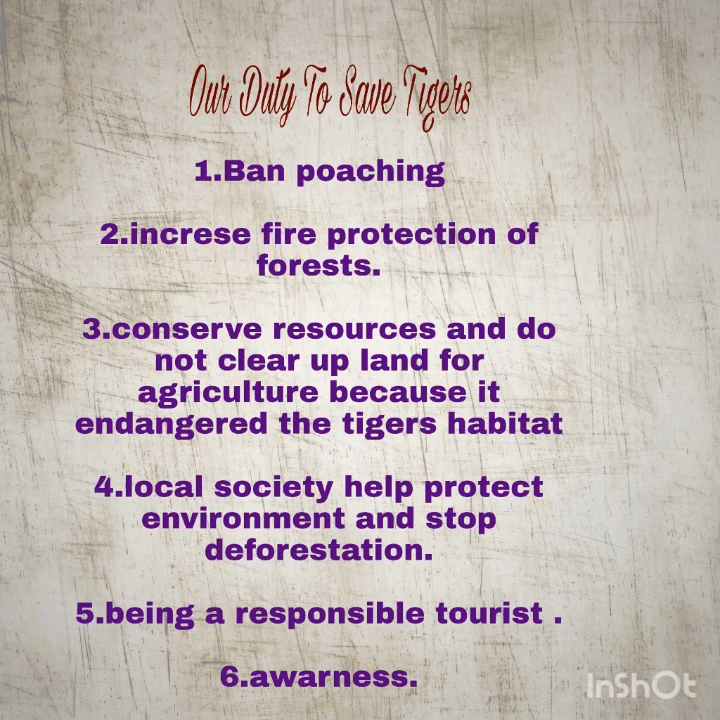 Our Duty To Save Tigers
1.Ban poaching
2.increse fire protection of
forests.
3.conserve resources and do
not clear up land for
agriculture because it
endangered the tigers habitat
4.local society help protect
environment and stop
deforestation.
5.being a responsible tourist .
6.awarness.
InShOt